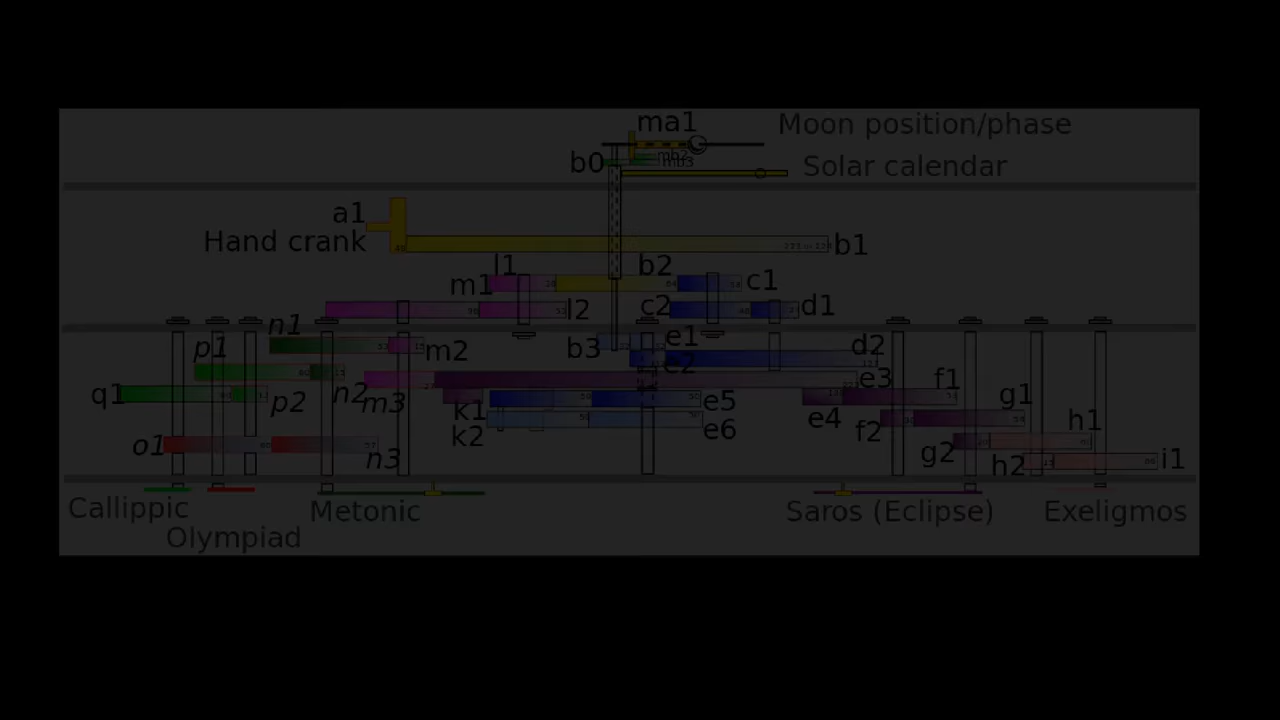 ma1
Moon position/phase
mb2
mb3
b0
Solar calendar
a1
Hand crank
b1
l1
b2
m1
c1
l2
c2
d1
n1
e1
p1
m2
b3
d2
e2
q1
n2
e3
f1
p2
m3
k1
e5
e4
g1
k2
e6
f2
h1
o1
n3
g2
h2
i1
Callippic
Metonic
Saros (Eclipse)
Exeligmos
Olympiad